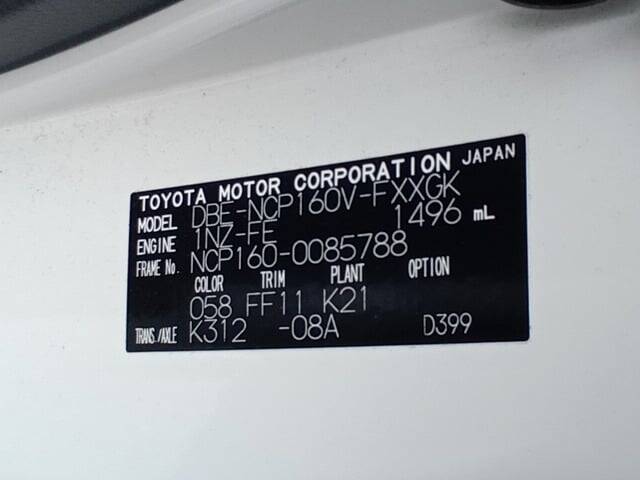 TOYOTA MOTOR CORPORATION JAPAN
MODEL DBE-NCP160V-FXXGK
ENGINE 1NZ-FE 1496 mL
FRAME No. NCP160-0085788
COLOR TRIM PLANT OPTION
058 FF11 K21
TRANS./AXLE K312 -08A D399